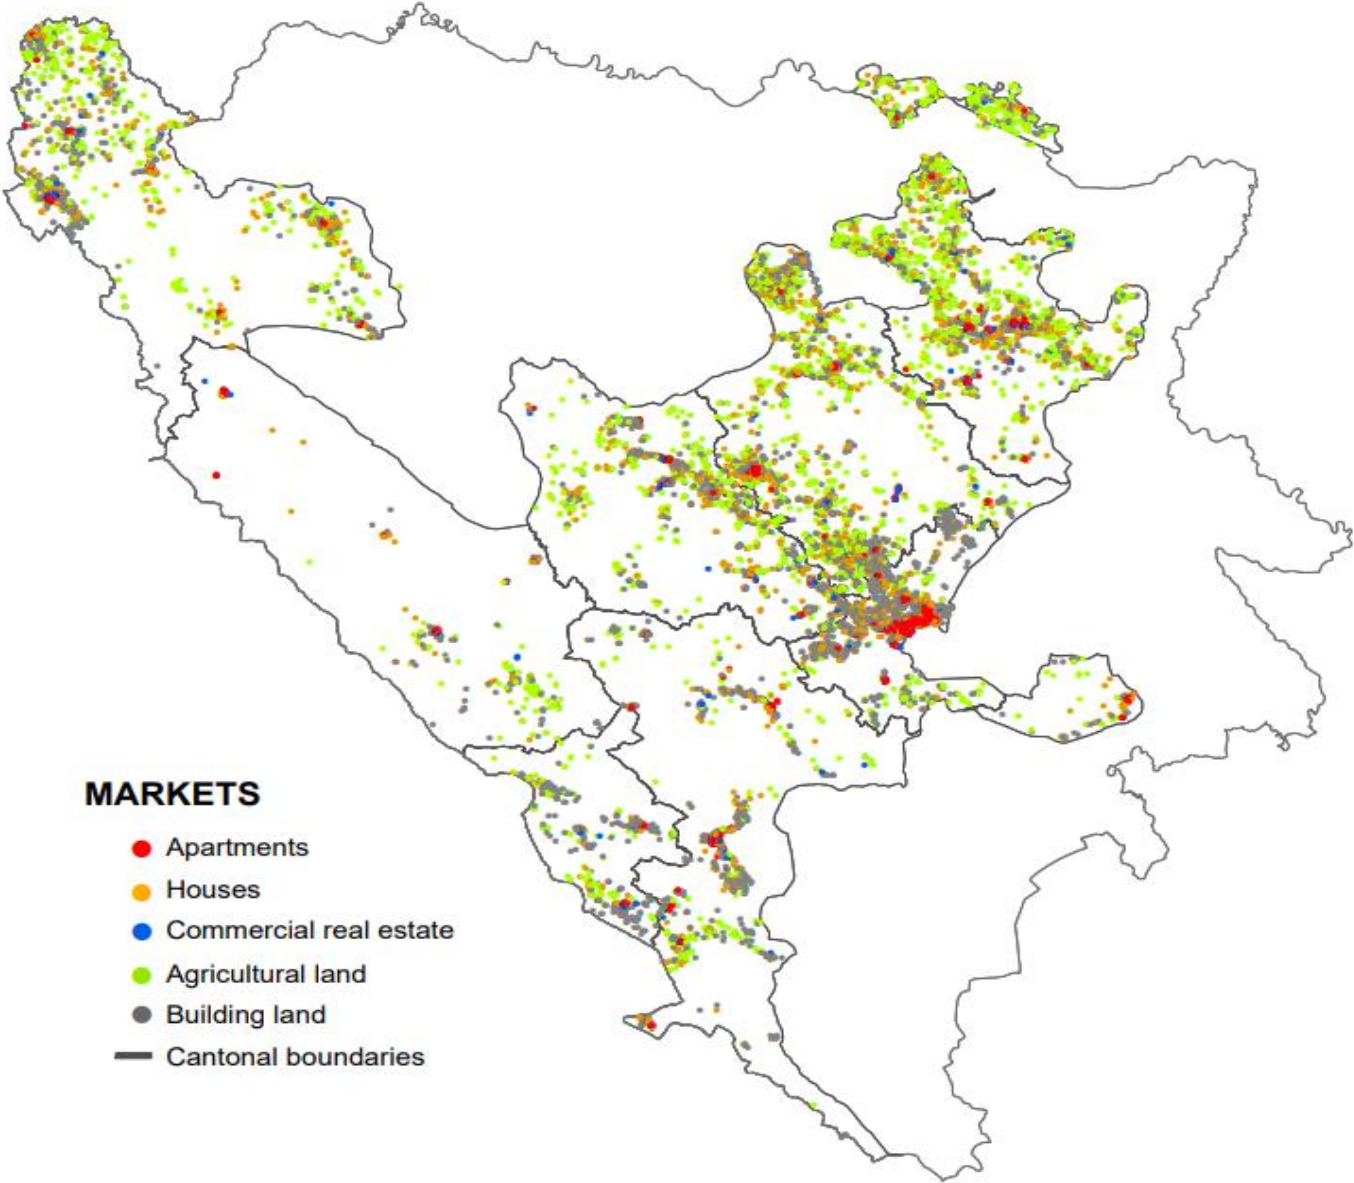 MARKETS
Apartments
Houses
Commercial real estate
Agricultural land
Building land
Cantonal boundaries